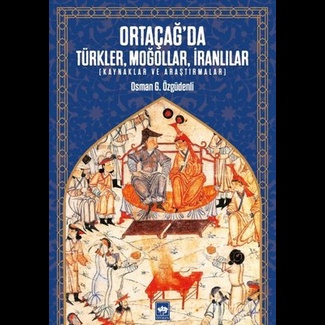 ORTAÇAĞ'DA
TÜRKLER, MOĞOLLAR, İRANLILAR
[KAYNAKLAR VE ARAŞTIRMALAR]
Osman G. Özgüdenli